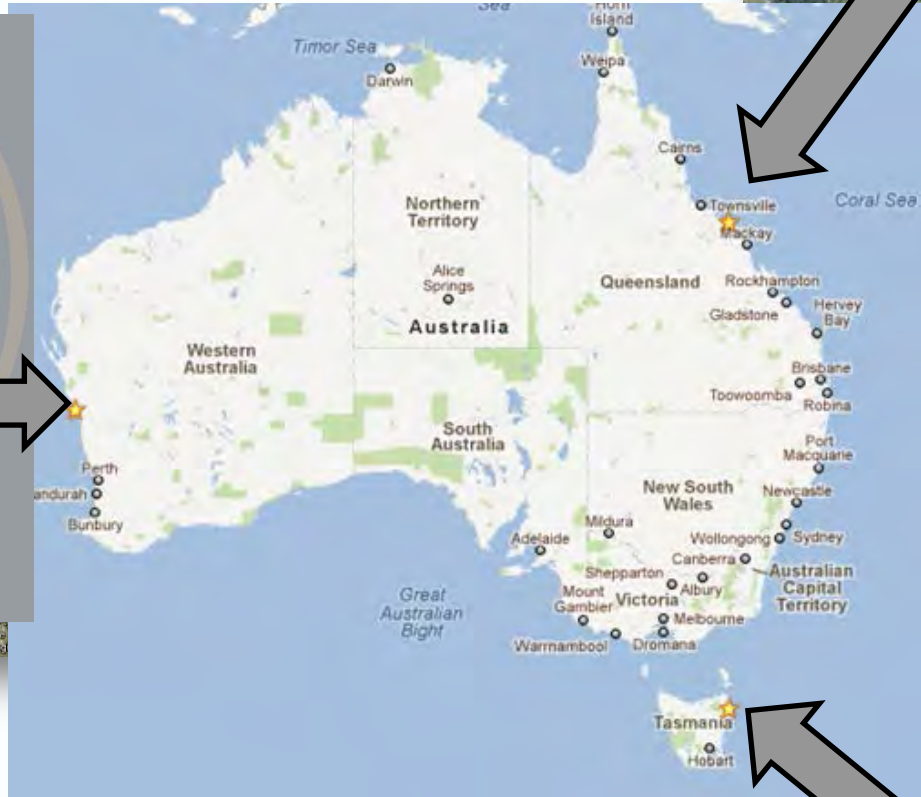 Sea
Horn
Island
Timor Sea
Weipa
Darwin
Cairns
Northern
Territory
Townsville
Coral Sea
Mackay
Alice
Springs
Queensland
Rockhampton
Gladstone
Hervey
Bay
Australia
Western
Australia
Brisbane
Toowoomba
Robina
South
Australia
Port
Macquarie
Perth
andurah
Bunbury
New South
Wales
Newcastle
Mildura
Adelaide
Wollongong
Sydney
Canberra
Shepparton
Albury
Australian
Capital
Territory
Great
Australian
Bight
Mount
Gambier
Victoria
Melbourne
Warrnambool
Dromana
Tasmania
Hobart